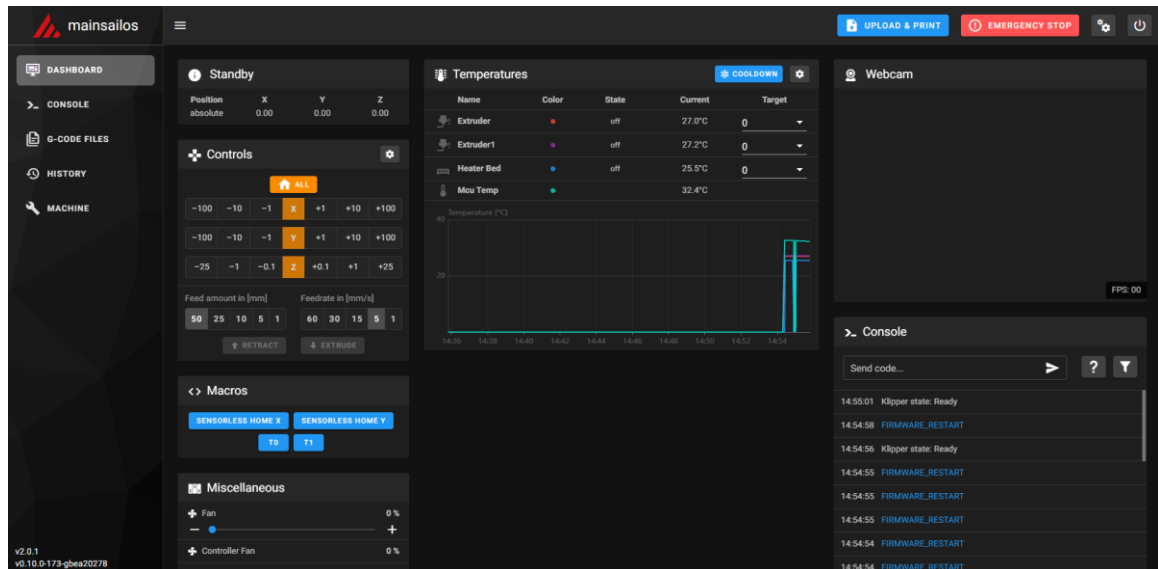 mainsailos
UPLOAD & PRINT
EMERGENCY STOP
DASHBOARD
CONSOLE
G-CODE FILES
HISTORY
MACHINE
v2.0.1
v0.10.0-173-gbea20278
Standby
Position X Y Z
absolute 0.00 0.00 0.00
Controls
ALL
-100 -10 -1 X +1 +10 +100
-100 -10 -1 Y +1 +10 +100
-25 -1 -0.1 Z +0.1 +1 +25
Feed amount in [mm] Feedrate in [mm/s]
50 25 10 5 1 60 30 15 5 1
RETRACT EXTRUDE
Macros
SENSORLESS HOME X SENSORLESS HOME Y
T0 T1
Miscellaneous
Fan 0 %
Controller Fan 0 %
Temperatures COOLDOWN
Name Color State Current Target
Extruder off 27.0°C 0
Extruder1 off 27.2°C 0
Heater Bed off 25.5°C 0
Mcu Temp 32.4°C
Temperature [°C]
40
20
14:36 14:38 14:40 14:42 14:44 14:46 14:48 14:50 14:52 14:54
Webcam
FPS: 00
Console
Send code... ?
14:55:01 Klipper state: Ready
14:54:58 FIRMWARE_RESTART
14:54:56 Klipper state: Ready
14:54:55 FIRMWARE_RESTART
14:54:55 FIRMWARE_RESTART
14:54:55 FIRMWARE_RESTART
14:54:54 FIRMWARE_RESTART
14:54:54 FIRMWARE_RESTART